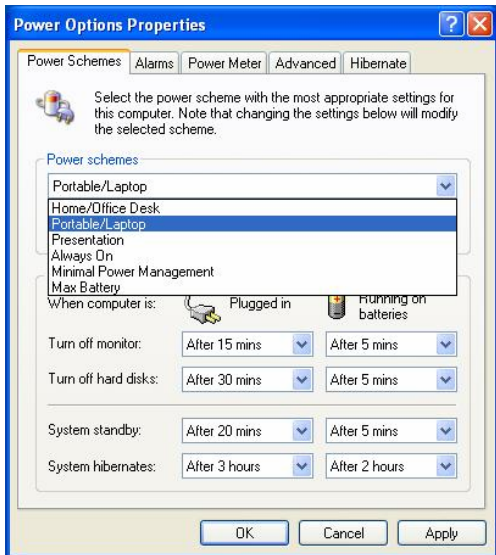 Power Options Properties
Power Schemes Alarms Power Meter Advanced Hibernate
Select the power scheme with the most appropriate settings for
this computer. Note that changing the settings below will modify
the selected scheme.
Power schemes
Portable/Laptop
Home/Office Desk
Portable/Laptop
Presentation
Always On
Minimal Power Management
Max Battery
When computer is: Plugged in Running on
batteries
Turn off monitor: After 15 mins After 5 mins
Turn off hard disks: After 30 mins After 5 mins
System standby: After 20 mins After 5 mins
System hibernates: After 3 hours After 2 hours
OK Cancel Apply